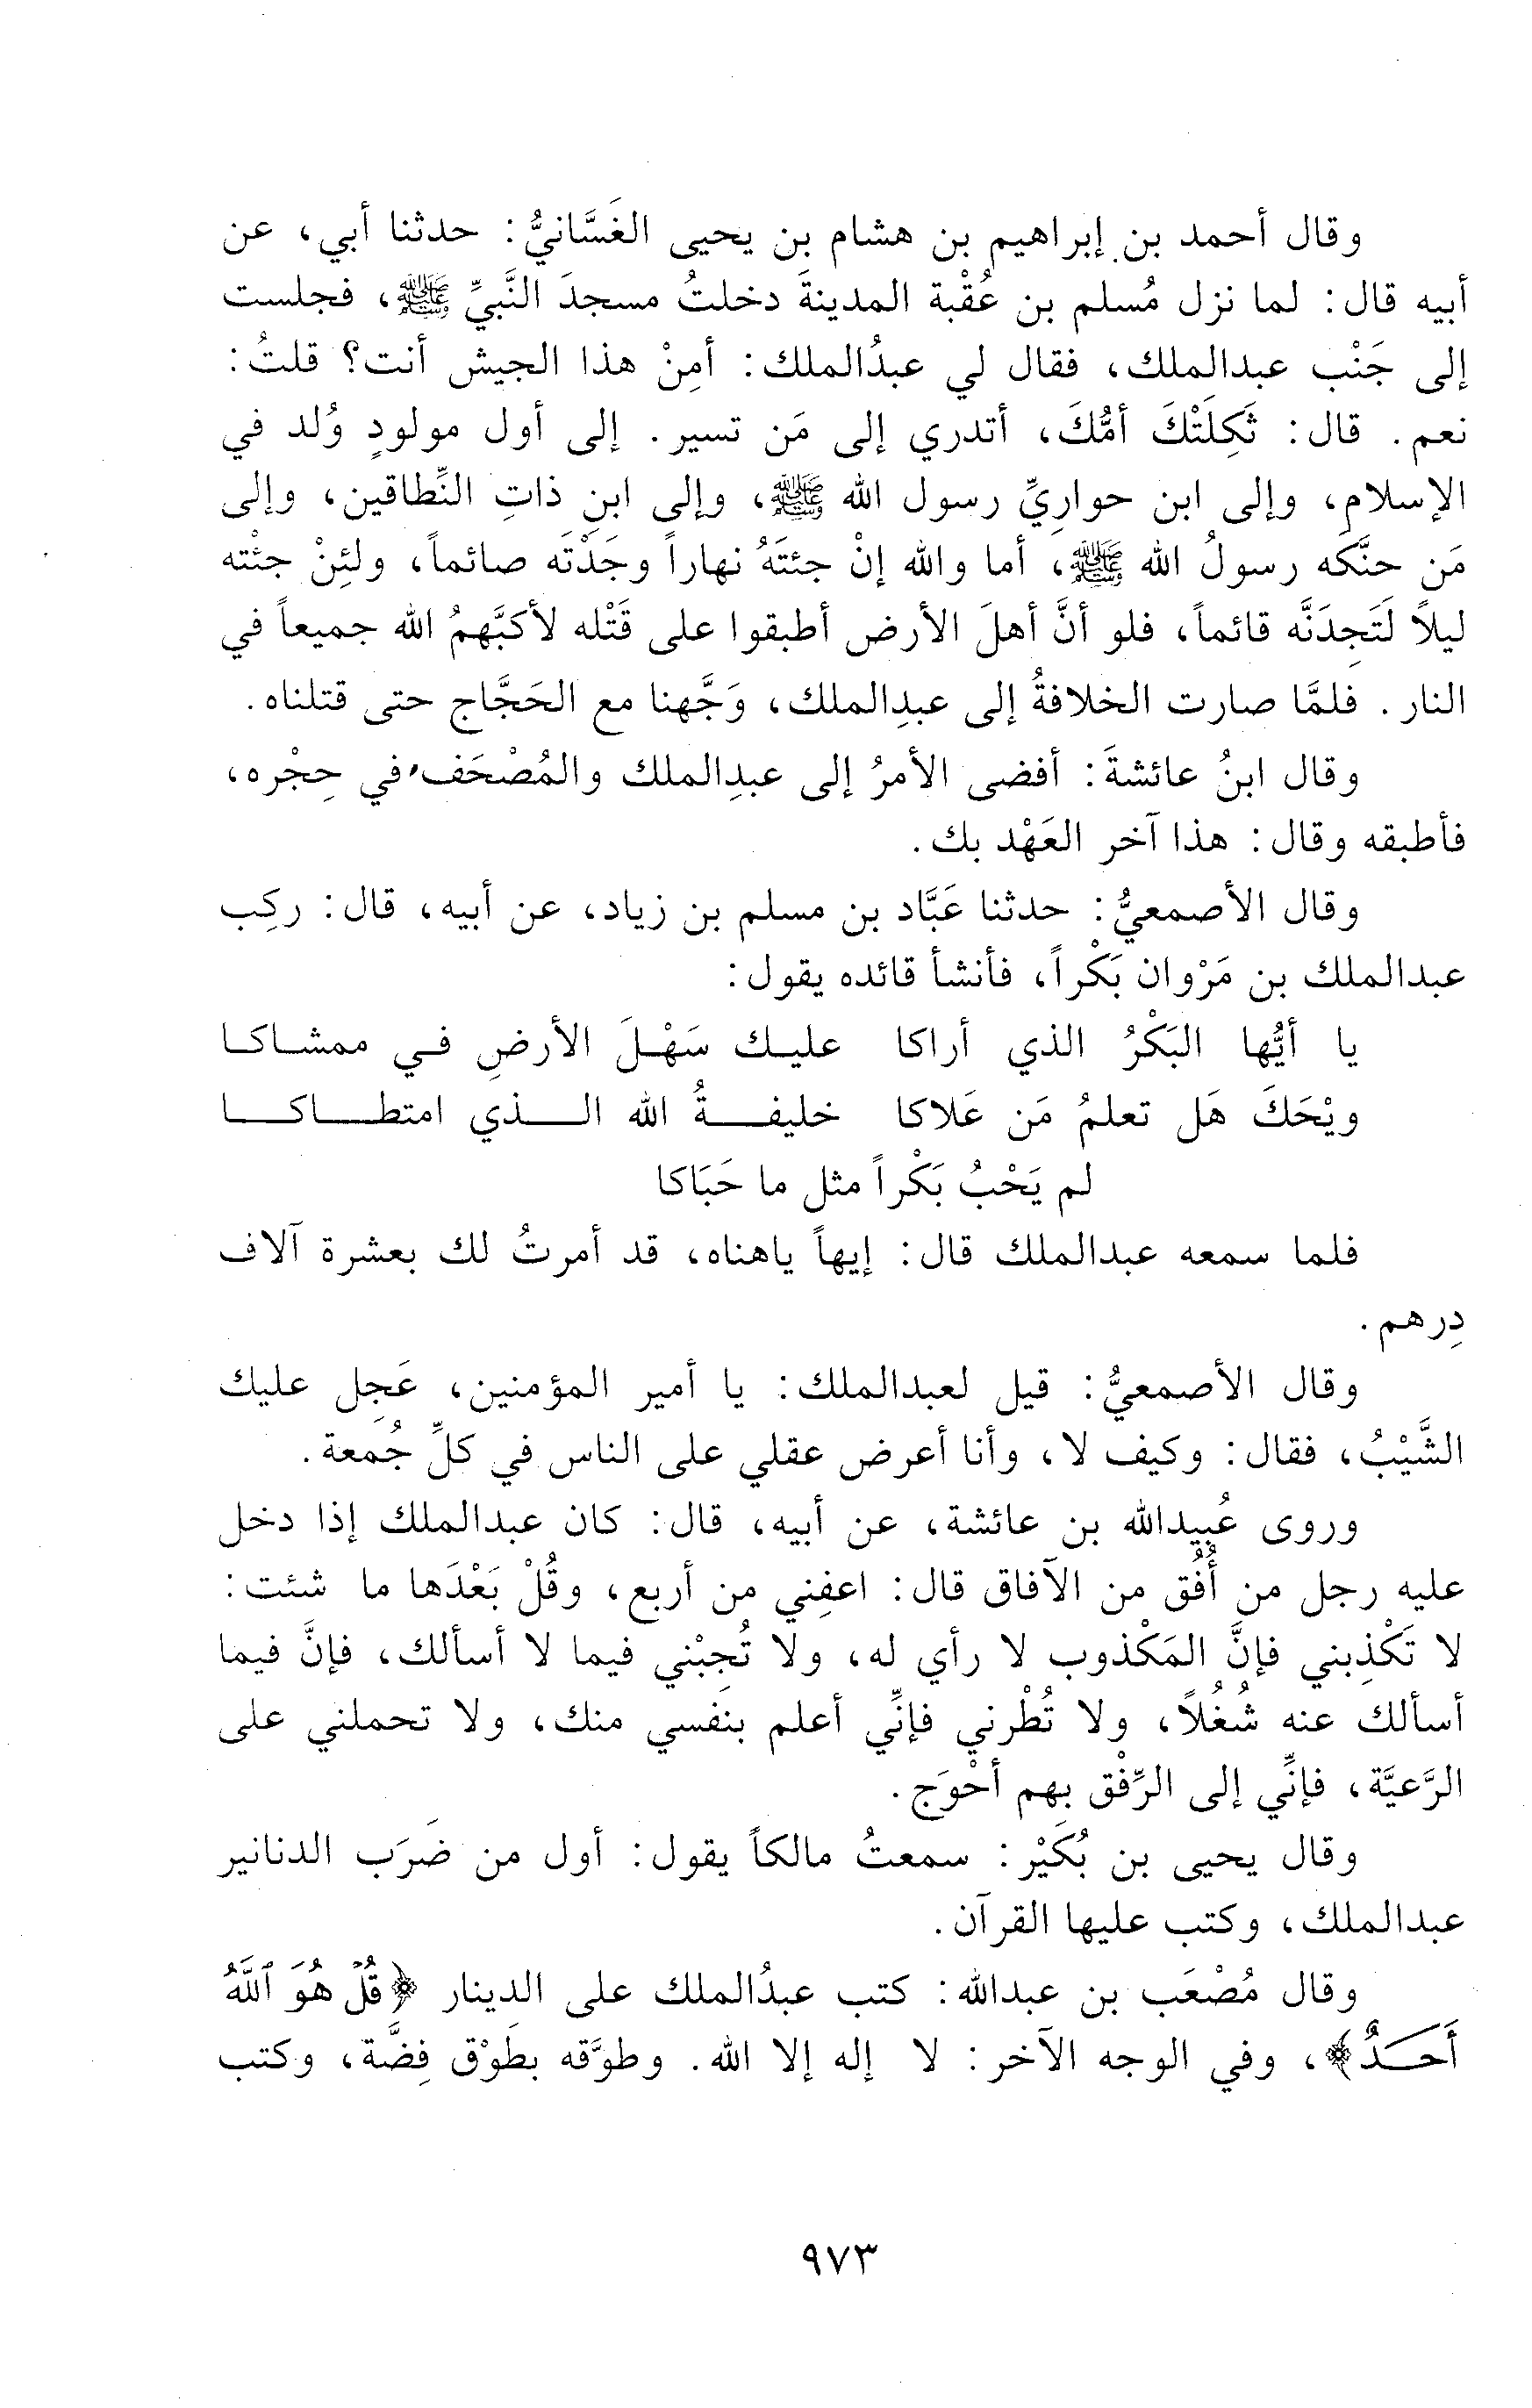 وقال أحمد بن إبراهيم بن هشام بن يحيى الغَسَّانيُّ: حدثنا أبي، عن
أبيه قال: لما نزل مُسلم بن عُقْبة المدينةَ دخلتُ مسجدَ النَّبيِّ ﷺ، فجلست
إلى جَنْب عبدالملك، فقال لي عبدُالملك: أمِنْ هذا الجيش أنت؟ قلتُ:
نعم. قال: ثَكِلَتْكَ أمُّكَ، أتدري إلى مَن تسير. إلى أول مولودٍ وُلد في
الإسلامِ، وإلى ابن حوارِيِّ رسول الله ﷺ، وإلى ابنِ ذَاتِ النِّطاقين، وإلى
مَن حنَّكَه رسولُ الله ﷺ، أما والله إنْ جئتَهُ نهاراً وجَدْتَه صائماً، ولئِنْ جئْته
ليلاً لَتَجِدَنَّه قائماً، فلو أنَّ أهلَ الأرض أطبقوا على قَتْله لأكبَّهمُ الله جميعاً في
النار. فلمَّا صارت الخلافةُ إلى عبدِالملك، وَجَّهنا مع الحَجَّاج حتى قتلناه.
وقال ابنُ عائشةَ: أفضى الأمرُ إلى عبدِالملك والمُصْحَف في حِجْره،
فأطبقه وقال: هذا آخر العَهْد بك.
وقال الأصمعيُّ: حدثنا عَبَّاد بن مسلم بن زياد، عن أبيه، قال: ركِب
عبدالملك بن مَرْوان بَكْراً، فأنشأ قائده يقول:
يا أيُّها البَكْرُ الذي أراكا عليك سَهْلَ الأرضِ في ممشاكا
ويْحَكَ هَل تعلمُ مَن عَلاكا خليفةُ الله الذي امتطاكا
لم يَحْبُ بَكْراً مثل ما حَبَاكا
فلما سمعه عبدالملك قال: إيهاً ياهناه، قد أمرتُ لك بعشرة آلاف
دِرهم.
وقال الأصمعيُّ: قيل لعبدالملك: يا أمير المؤمنين، عَجِل عليك
الشَّيْبُ، فقال: وكيف لا، وأنا أعرض عقلي على الناس في كلِّ جُمعة.
وروى عُبيدالله بن عائشة، عن أبيه، قال: كان عبدالملك إذا دخل
عليه رجل من أُفُق من الآفاق قال: اعفِني من أربع، وقُلْ بَعْدَها ما شئت:
لا تَكْذِبني فإنَّ المَكْذوب لا رأي له، ولا تُجِبْني فيما لا أسألك، فإنَّ فيما
أسألك عنه شُغُلاً، ولا تُطْرني فإنِّي أعلم بنفسي منك، ولا تحملني على
الرَّعيَّة، فإنِّي إلى الرِّفْق بهم أحْوَج.
وقال يحيى بن بُكَيْر: سمعتُ مالكاً يقول: أول من ضَرَب الدنانير
عبدالملك، وكتب عليها القرآن.
وقال مُصْعَب بن عبدالله: كتب عبدُالملك على الدينار ﴿قُلْ هُوَ ٱللَّهُ
أَحَدٌ﴾، وفي الوجه الآخر: لا إله إلا الله. وطوَّقه بطَوْق فِضَّة، وكتب
٩٧٣